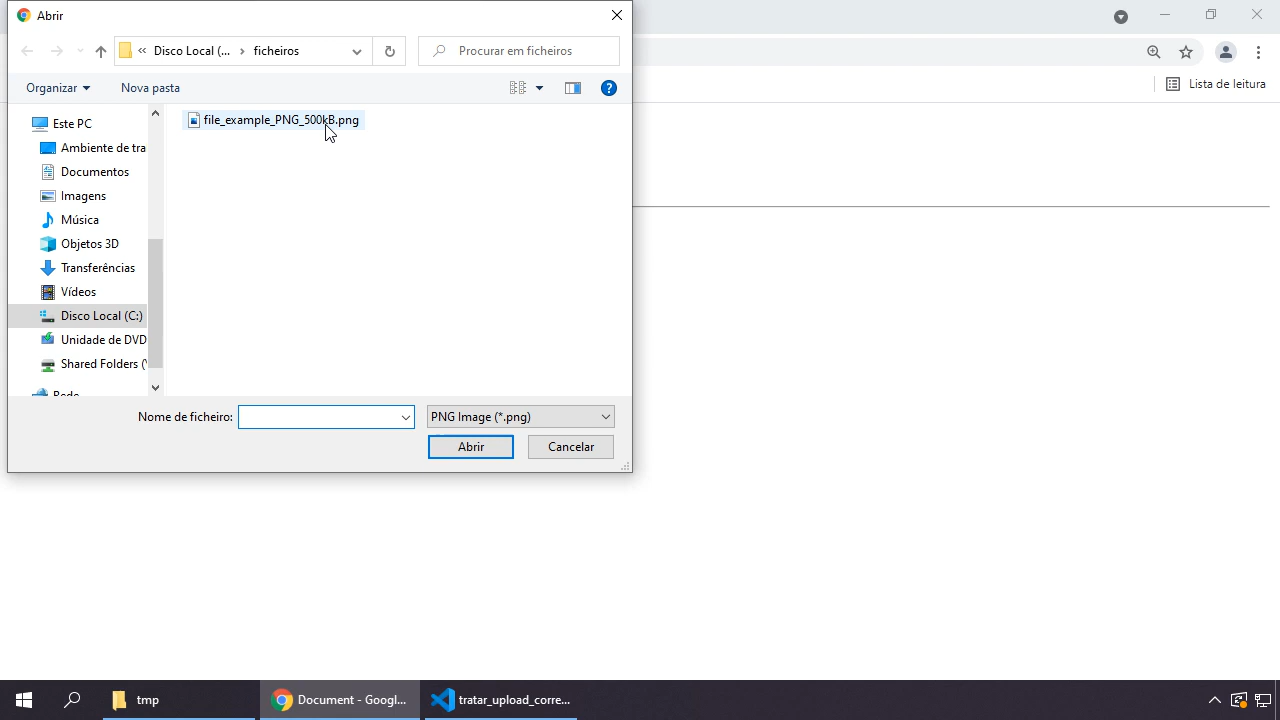 Abrir
Disco Local (... > ficheiros
Procurar em ficheiros
Organizar
Nova pasta
Lista de leitura
Este PC
file_example_PNG_500kB.png
Ambiente de tra
Documentos
Imagens
Música
Objetos 3D
Transferências
Vídeos
Disco Local (C:)
Unidade de DVD
Shared Folders (
Rede
Nome de ficheiro:
PNG Image (*.png)
Abrir
Cancelar
tmp
Document - Googl...
tratar_upload_corre...